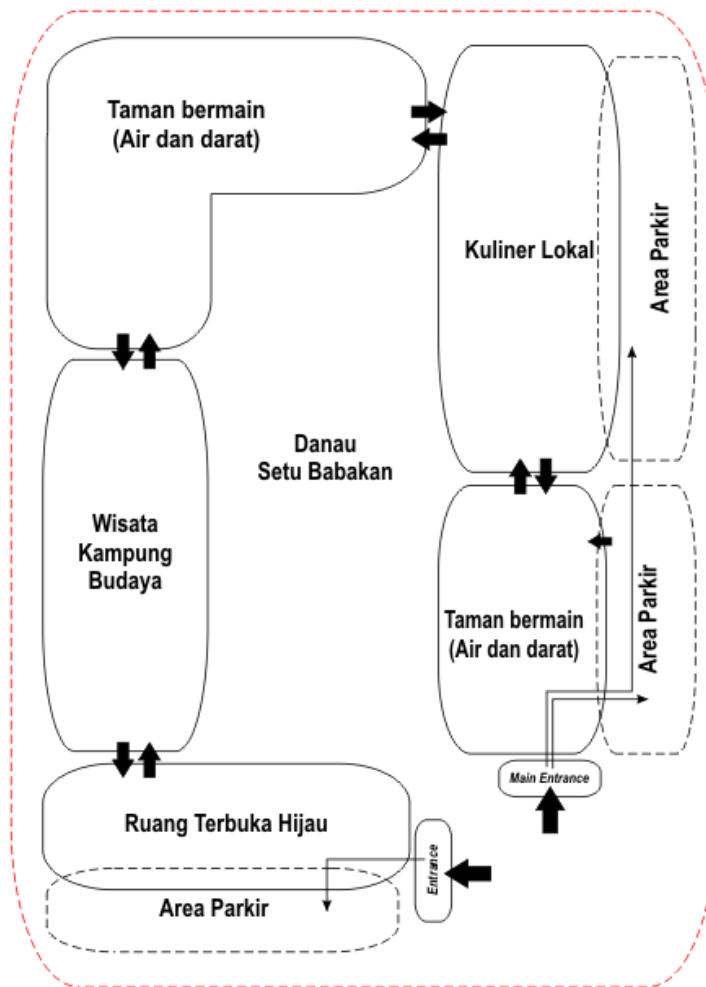 Taman bermain
(Air dan darat)
Kuliner Lokal
Area Parkir
Danau
Setu Babakan
Wisata
Kampung
Budaya
Taman bermain
(Air dan darat)
Area Parkir
Main Entrance
Ruang Terbuka Hijau
Entrance
Area Parkir